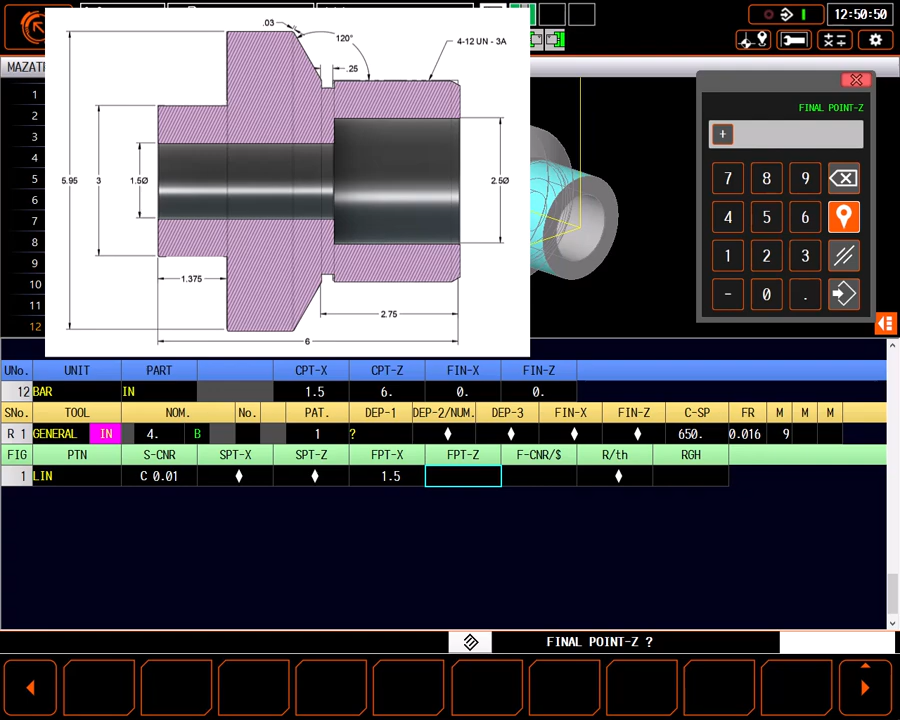 12:50:50
MAZATR
1
2
3
4
5
6
7
8
9
10
11
12
.03
120°
4-12 UN - 3A
.25
5.95
3
1.5Ø
2.5Ø
1.375
2.75
6
FINAL POINT-Z
+
7 8 9
4 5 6
1 2 3
- 0 .
UNo. UNIT PART CPT-X CPT-Z FIN-X FIN-Z
12 BAR IN 1.5 6. 0. 0.
SNo. TOOL NOM. No. PAT. DEP-1 DEP-2/NUM. DEP-3 FIN-X FIN-Z C-SP FR M M M
R 1 GENERAL IN 4. B 1 ? ♦ ♦ ♦ ♦ 650. 0.016 9
FIG PTN S-CNR SPT-X SPT-Z FPT-X FPT-Z F-CNR/$ R/th RGH
1 LIN C 0.01 ♦ ♦ 1.5 ♦
FINAL POINT-Z ?